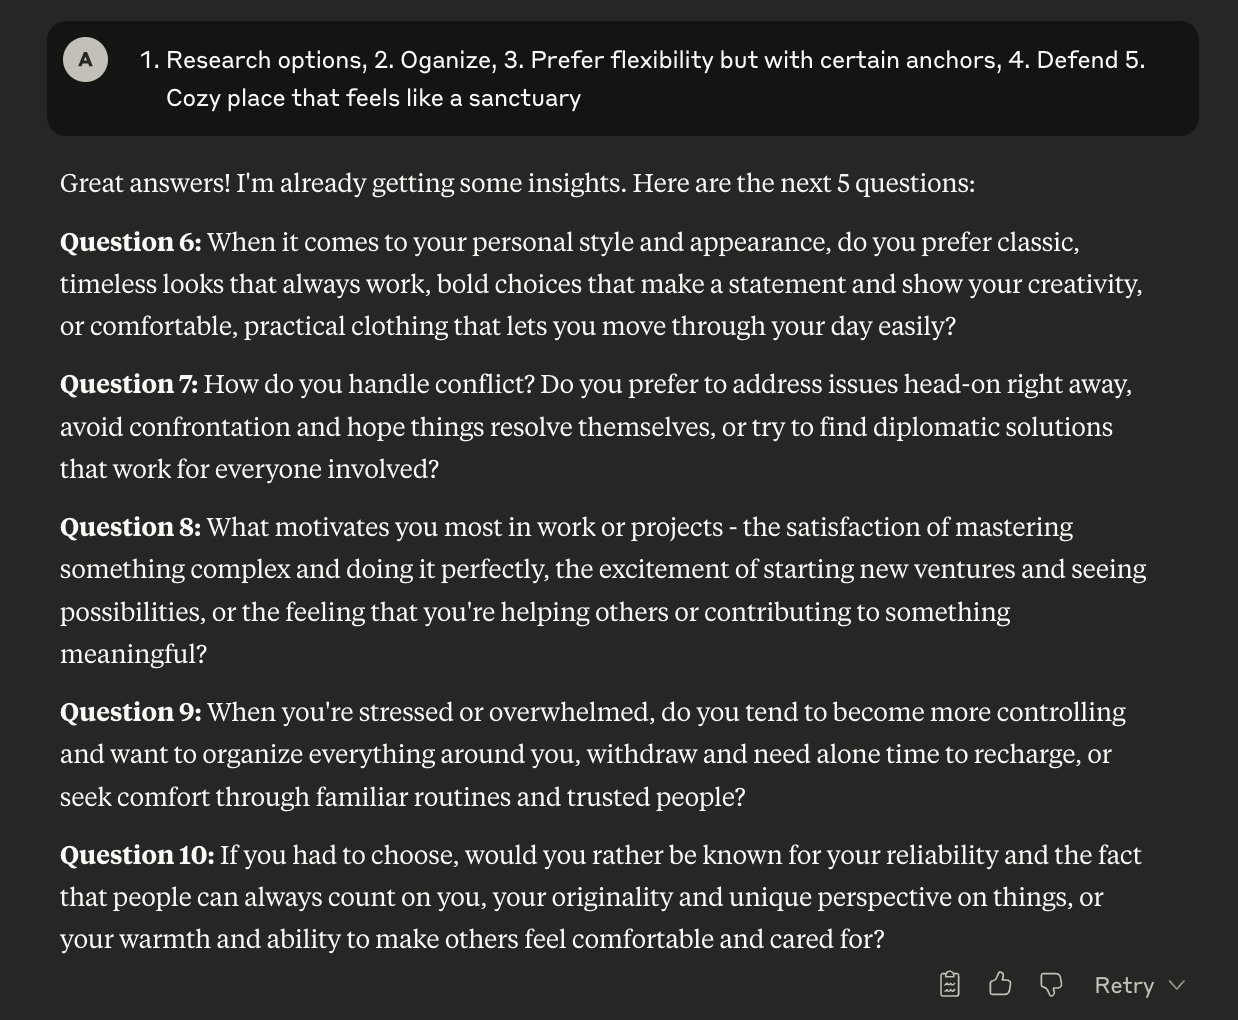 A
1. Research options, 2. Oganize, 3. Prefer flexibility but with certain anchors, 4. Defend 5.
Cozy place that feels like a sanctuary
Great answers! I'm already getting some insights. Here are the next 5 questions:
Question 6: When it comes to your personal style and appearance, do you prefer classic,
timeless looks that always work, bold choices that make a statement and show your creativity,
or comfortable, practical clothing that lets you move through your day easily?
Question 7: How do you handle conflict? Do you prefer to address issues head-on right away,
avoid confrontation and hope things resolve themselves, or try to find diplomatic solutions
that work for everyone involved?
Question 8: What motivates you most in work or projects - the satisfaction of mastering
something complex and doing it perfectly, the excitement of starting new ventures and seeing
possibilities, or the feeling that you're helping others or contributing to something
meaningful?
Question 9: When you're stressed or overwhelmed, do you tend to become more controlling
and want to organize everything around you, withdraw and need alone time to recharge, or
seek comfort through familiar routines and trusted people?
Question 10: If you had to choose, would you rather be known for your reliability and the fact
that people can always count on you, your originality and unique perspective on things, or
your warmth and ability to make others feel comfortable and cared for?
Retry